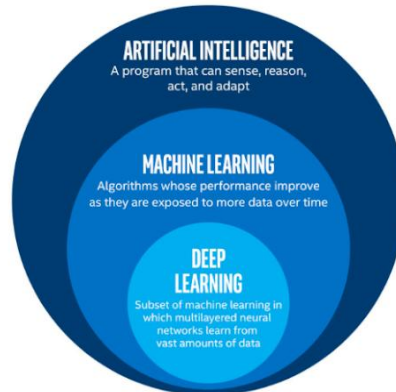 ARTIFICIAL INTELLIGENCE
A program that can sense, reason,
act, and adapt
MACHINE LEARNING
Algorithms whose performance improve
as they are exposed to more data over time
DEEP
LEARNING
Subset of machine learning in
which multilayered neural
networks learn from
vast amounts of data